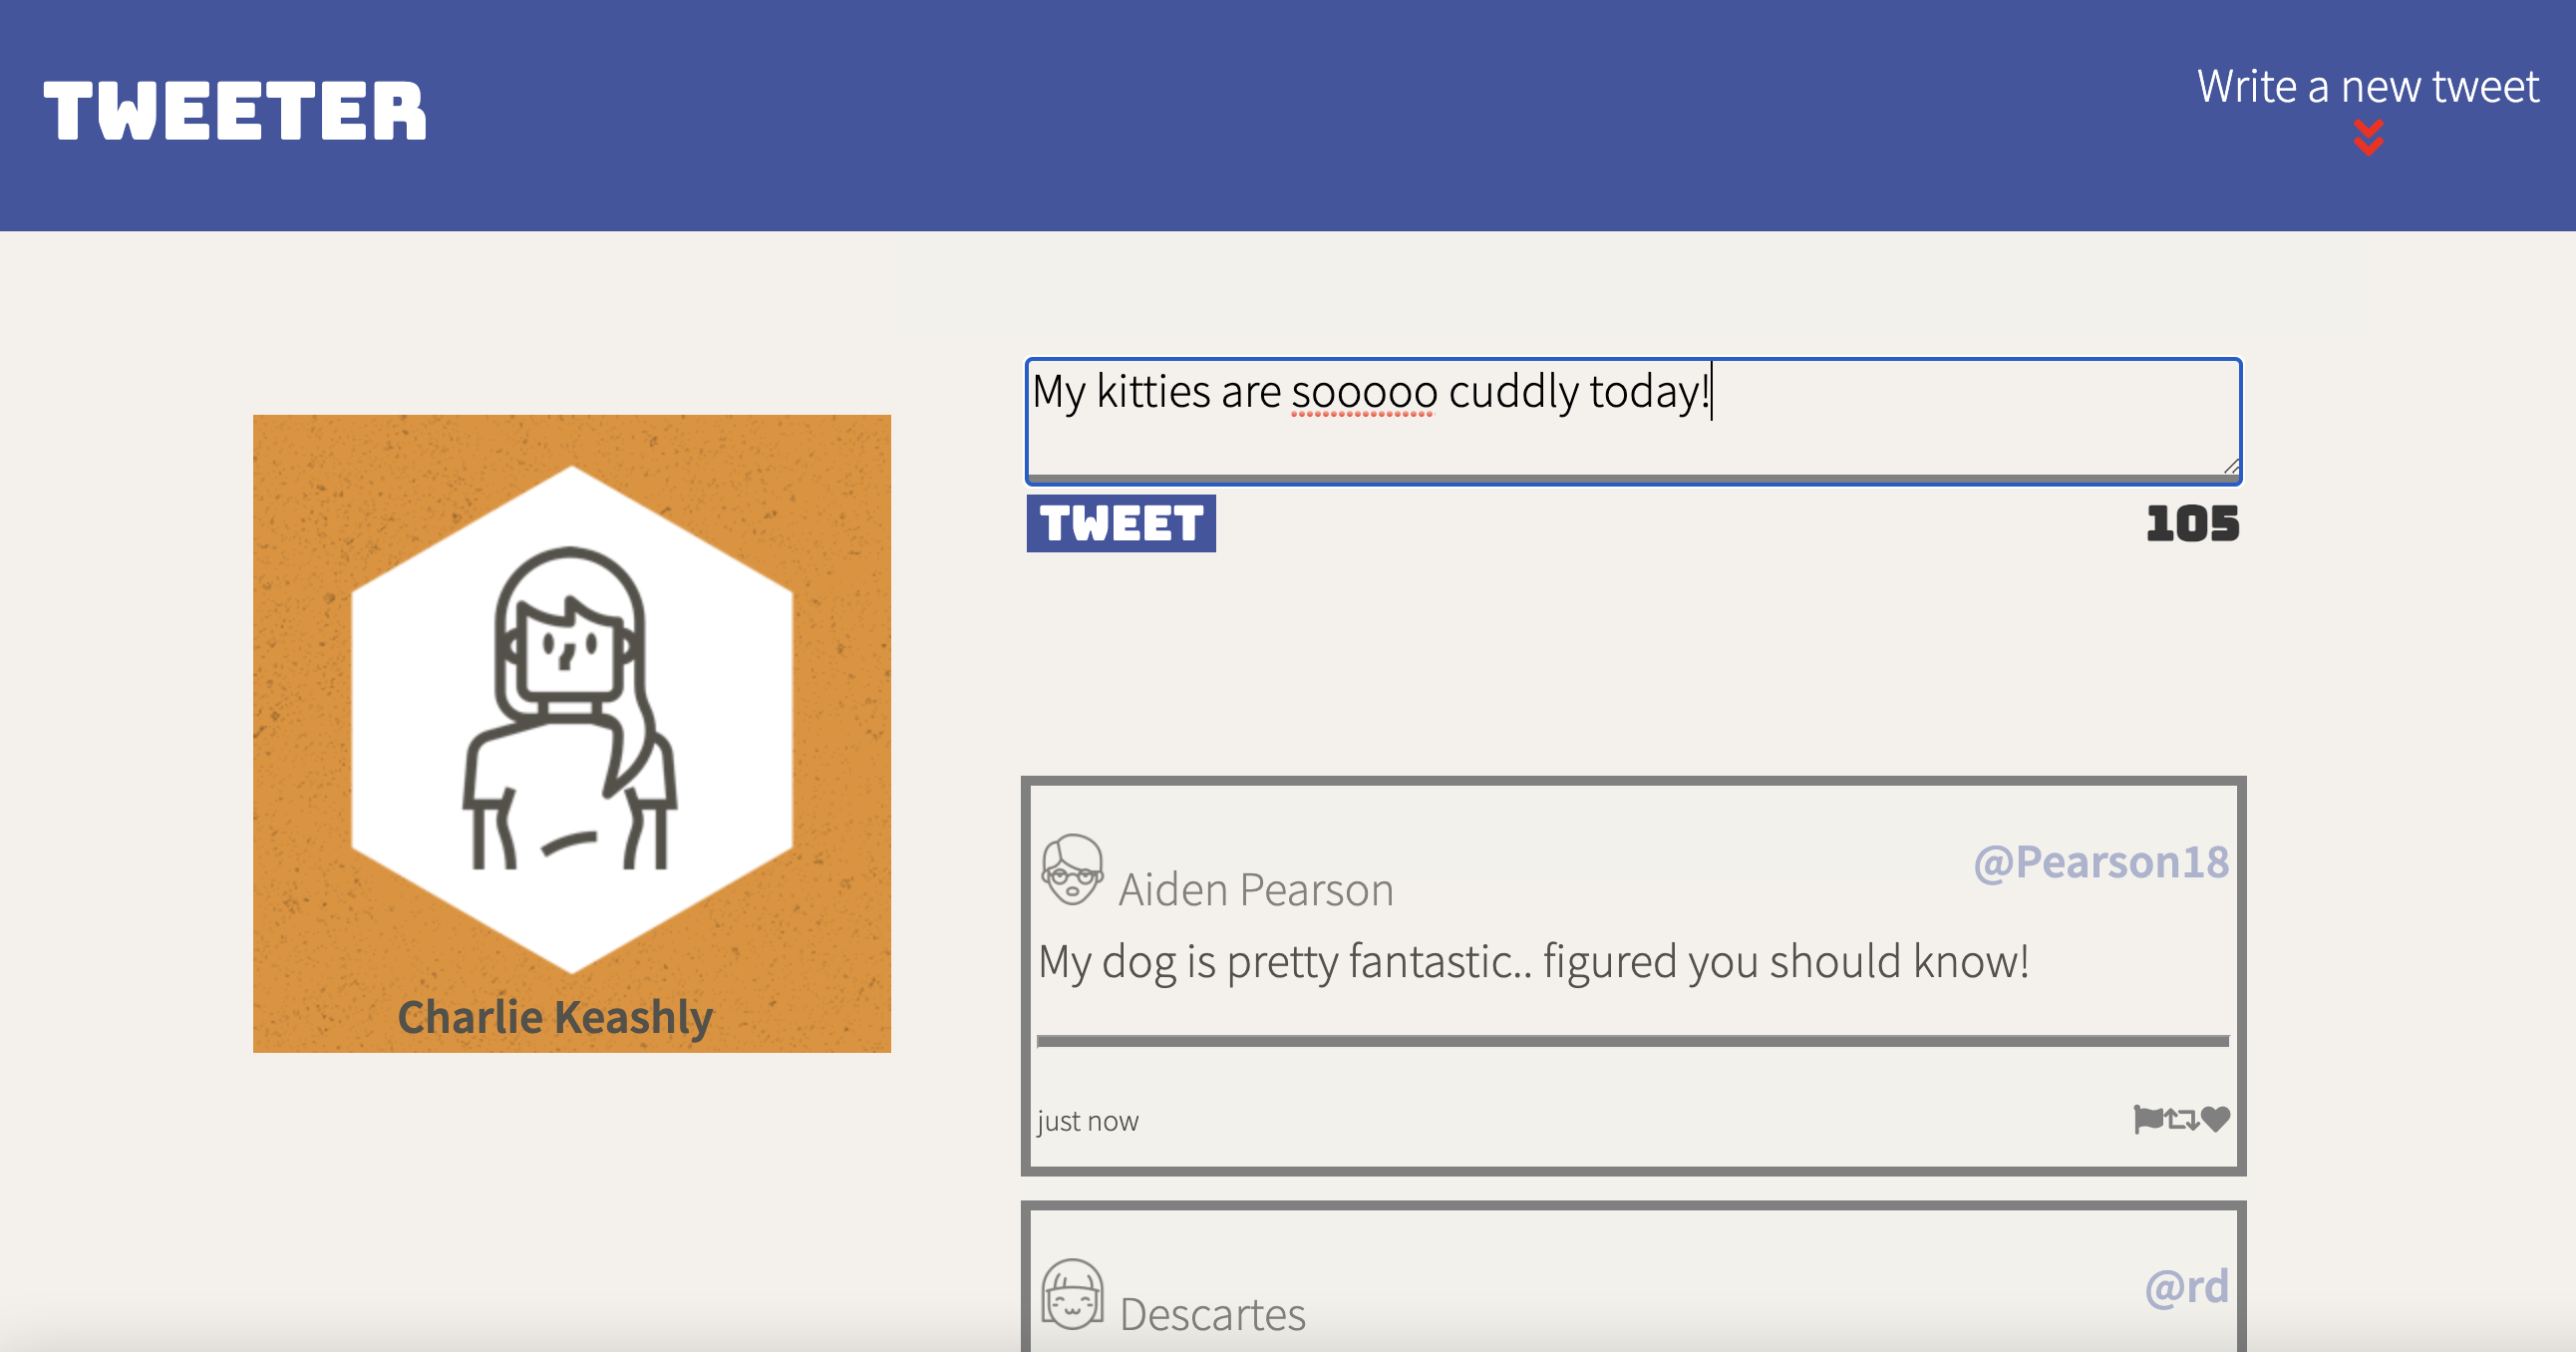 TWEETER
Write a new tweet
My kitties are sooooo cuddly today!
TWEET
105
Charlie Keashly
Aiden Pearson
@Pearson18
My dog is pretty fantastic.. figured you should know!
just now
Descartes
@rd